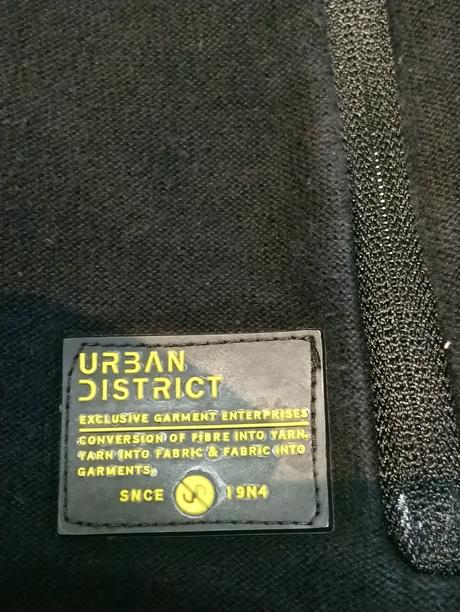 URBAN
DISTRICT
EXCLUSIVE GARMENT ENTERPRISES
CONVERSION OF FIBRE INTO YARN,
YARN INTO FABRIC & FABRIC INTO
GARMENTS.
SNCE 19N4